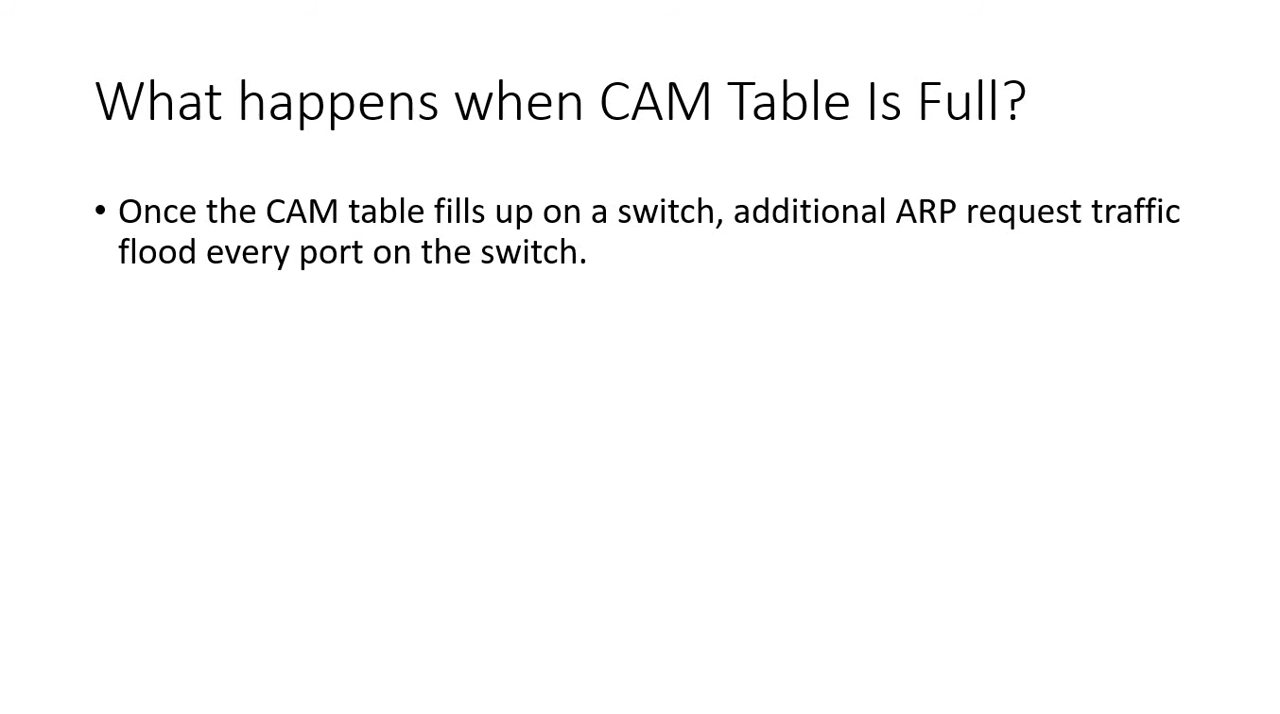 What happens when CAM Table Is Full?
• Once the CAM table fills up on a switch, additional ARP request traffic
flood every port on the switch.